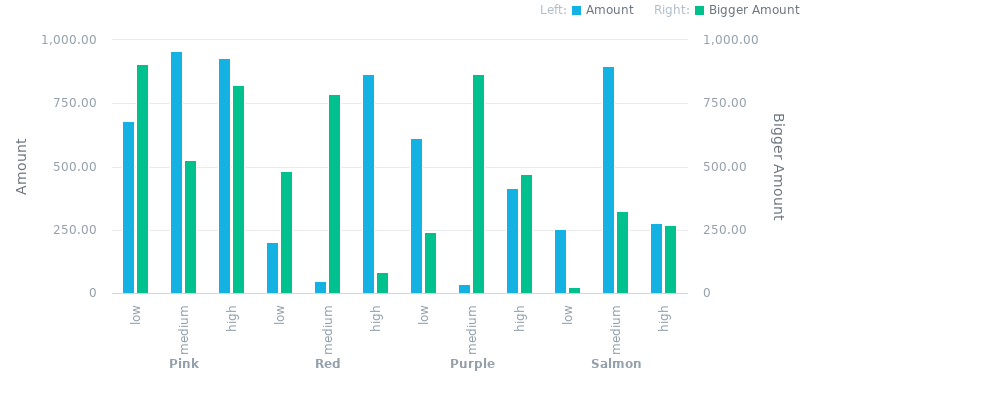 Left: Amount Right: Bigger Amount
1,000.00 1,000.00
750.00 750.00
500.00 500.00
250.00 250.00
0 0
Amount
Bigger Amount
low medium high low medium high low medium high low medium high
Pink Red Purple Salmon